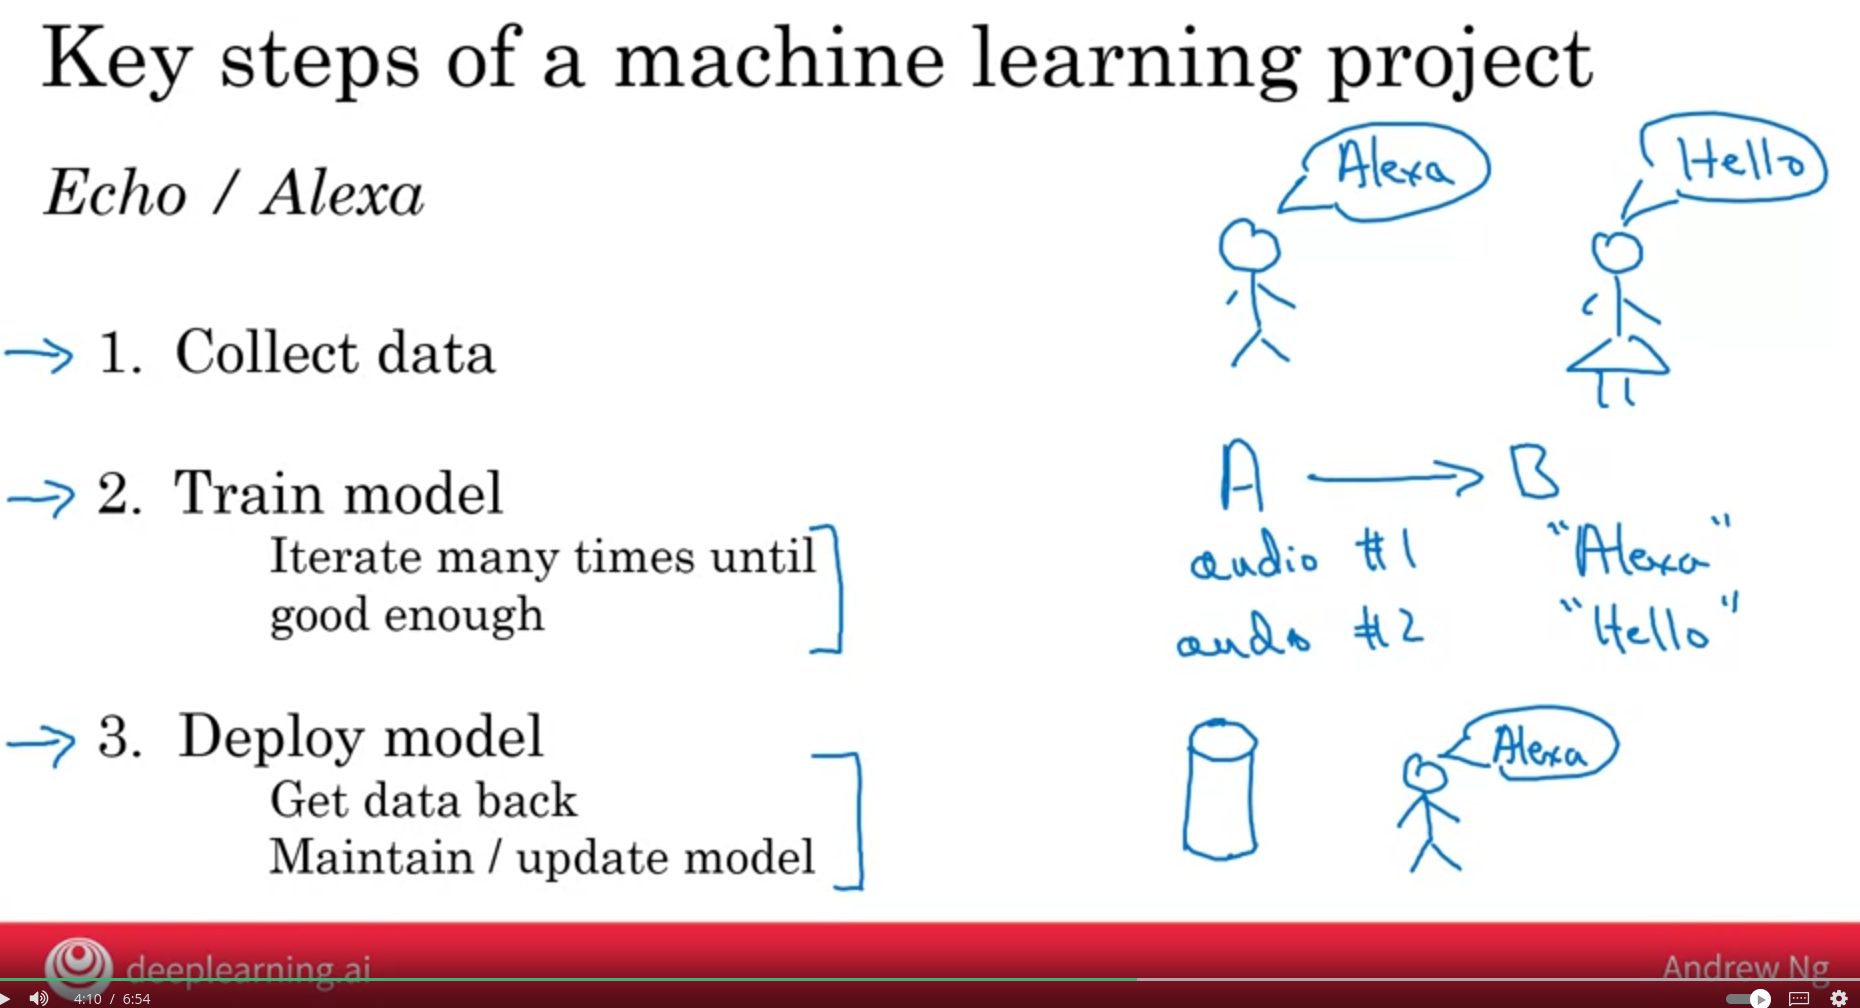 Key steps of a machine learning project
Echo / Alexa
Alexa
Hello
1. Collect data
2. Train model
Iterate many times until
good enough
A → B
audio #1 "Alexa"
audio #2 "Hello"
3. Deploy model
Get data back
Maintain / update model
Alexa
deeplearning.ai
Andrew Ng
4:10 / 6:54